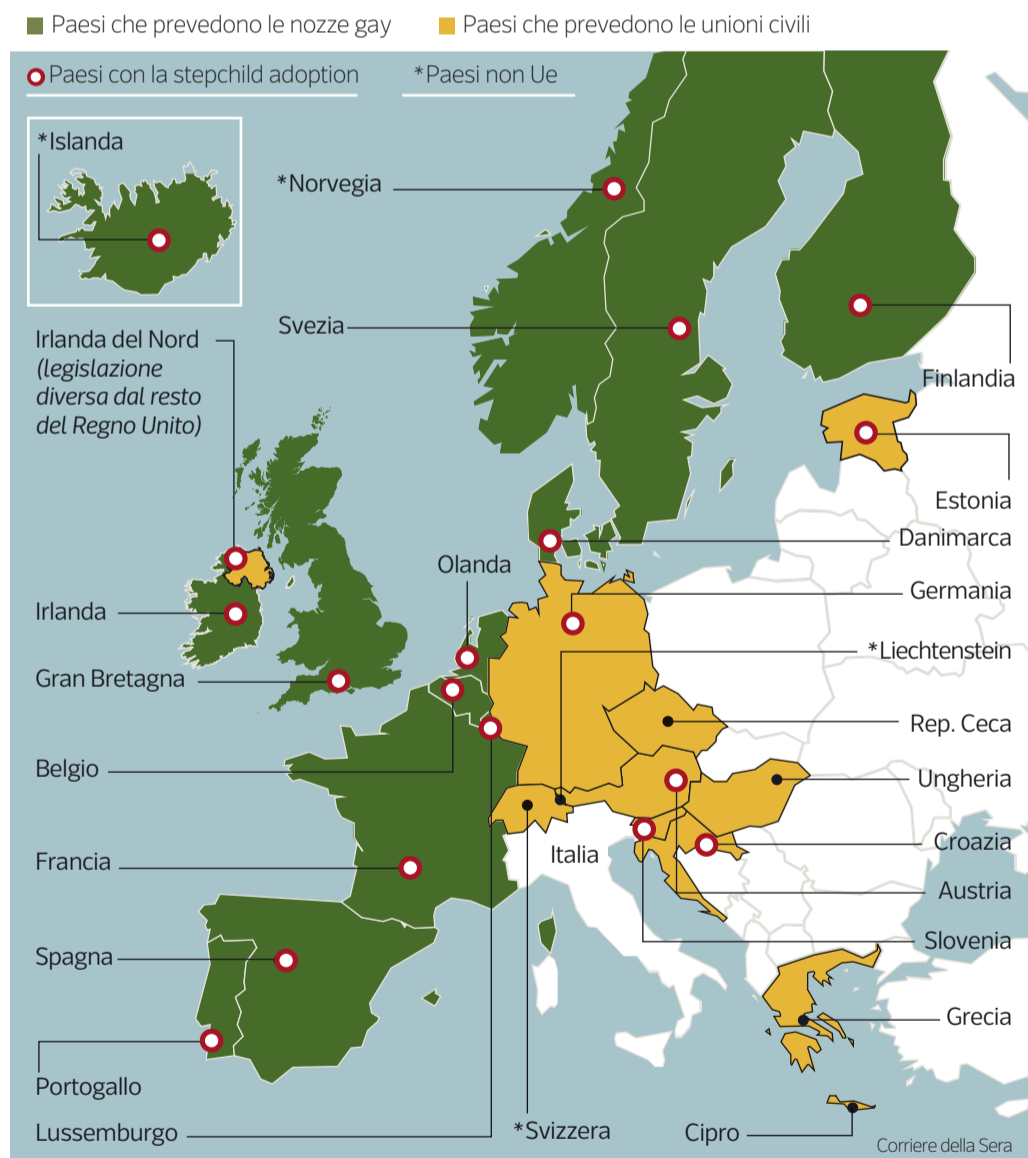 Paesi che prevedono le nozze gay
Paesi che prevedono le unioni civili
Paesi con la stepchild adoption
*Paesi non Ue
*Islanda
*Norvegia
Svezia
Irlanda del Nord
(legislazione
diversa dal resto
del Regno Unito)
Finlandia
Estonia
Danimarca
Olanda
Germania
Irlanda
*Liechtenstein
Gran Bretagna
Rep. Ceca
Belgio
Ungheria
Croazia
Italia
Francia
Austria
Slovenia
Spagna
Grecia
Portogallo
Lussemburgo
*Svizzera
Cipro
Corriere della Sera